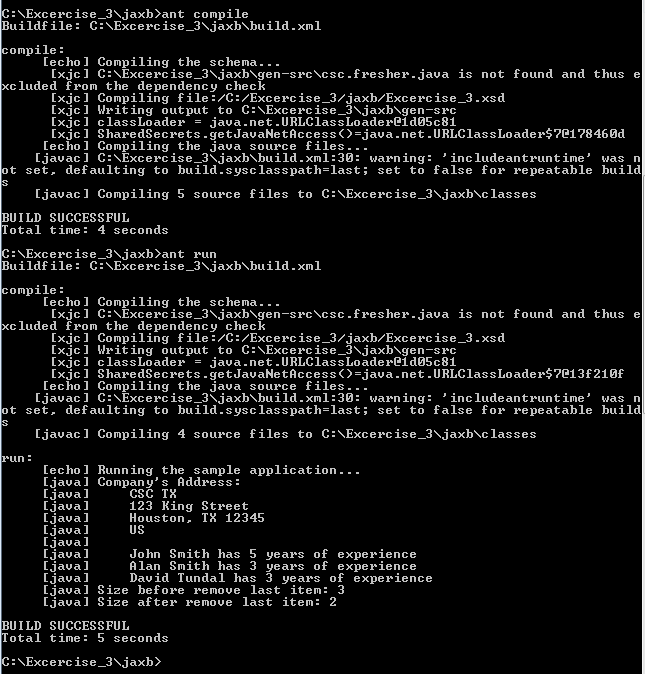 C:\Excercise_3\jaxb>ant compile
Buildfile: C:\Excercise_3\jaxb\build.xml
compile:
[echo] Compiling the schema...
[xjc] C:\Excercise_3\jaxb\gen-src\csc.fresher.java is not found and thus e
xcluded from the dependency check
[xjc] Compiling file:/C:/Excercise_3/jaxb/Excercise_3.xsd
[xjc] Writing output to C:\Excercise_3\jaxb\gen-src
[xjc] classLoader = java.net.URLClassLoader@1d05c81
[xjc] SharedSecrets.getJavaNetAccess()=java.net.URLClassLoader$7@178460d
[echo] Compiling the java source files...
[javac] C:\Excercise_3\jaxb\build.xml:30: warning: 'includeantruntime' was n
ot set, defaulting to build.sysclasspath=last; set to false for repeatable build
s
[javac] Compiling 5 source files to C:\Excercise_3\jaxb\classes
BUILD SUCCESSFUL
Total time: 4 seconds
C:\Excercise_3\jaxb>ant run
Buildfile: C:\Excercise_3\jaxb\build.xml
compile:
[echo] Compiling the schema...
[xjc] C:\Excercise_3\jaxb\gen-src\csc.fresher.java is not found and thus e
xcluded from the dependency check
[xjc] Compiling file:/C:/Excercise_3/jaxb/Excercise_3.xsd
[xjc] Writing output to C:\Excercise_3\jaxb\gen-src
[xjc] classLoader = java.net.URLClassLoader@1d05c81
[xjc] SharedSecrets.getJavaNetAccess()=java.net.URLClassLoader$7@13f210f
[echo] Compiling the java source files...
[javac] C:\Excercise_3\jaxb\build.xml:30: warning: 'includeantruntime' was n
ot set, defaulting to build.sysclasspath=last; set to false for repeatable build
s
[javac] Compiling 4 source files to C:\Excercise_3\jaxb\classes
run:
[echo] Running the sample application...
[java] Company's Address:
[java] CSC TX
[java] 123 King Street
[java] Houston, TX 12345
[java] US
[java]
[java] John Smith has 5 years of experience
[java] Alan Smith has 3 years of experience
[java] David Tundal has 3 years of experience
[java] Size before remove last item: 3
[java] Size after remove last item: 2
BUILD SUCCESSFUL
Total time: 5 seconds
C:\Excercise_3\jaxb>